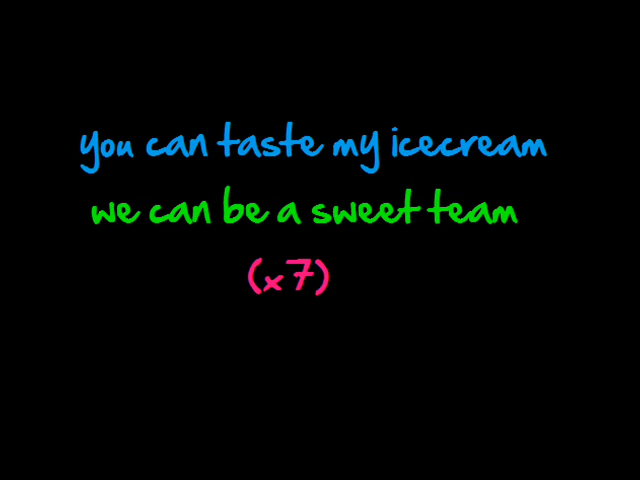 you can taste my icecream
we can be a sweet team
(x7)